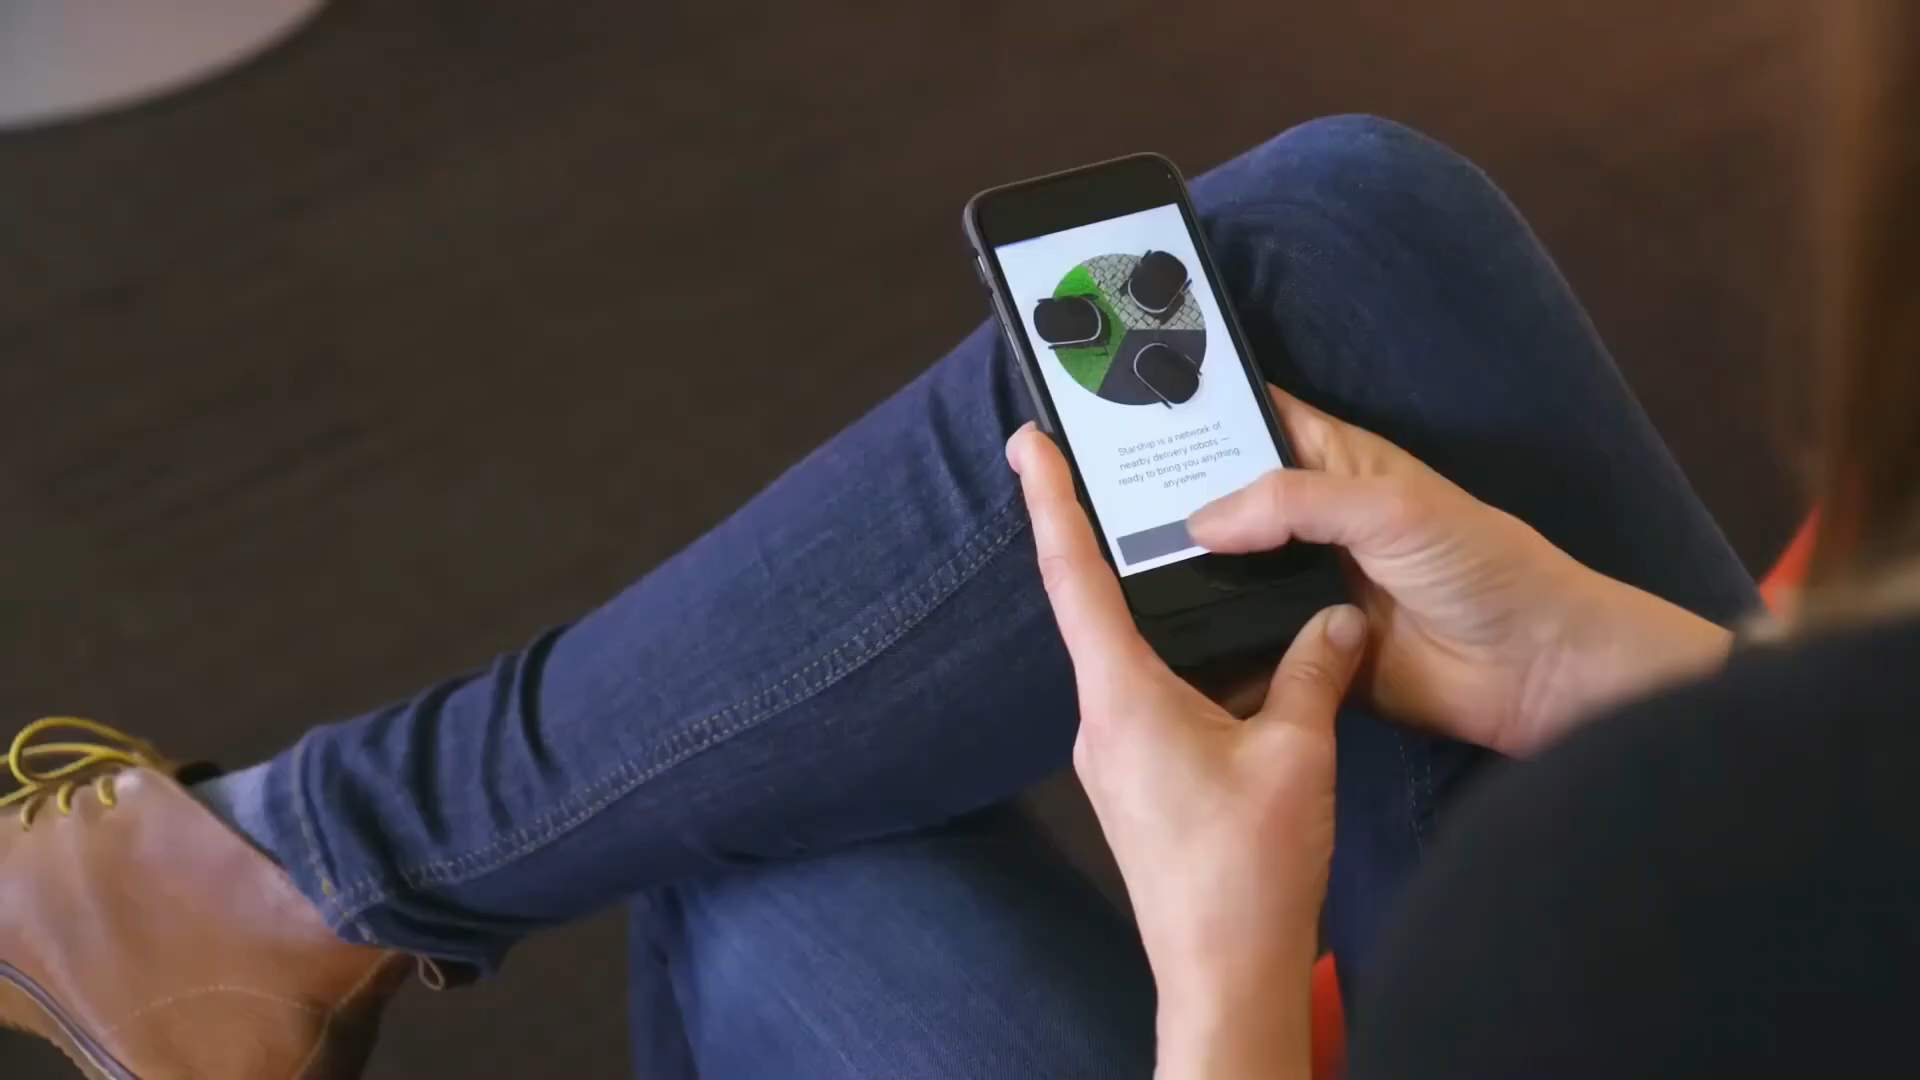 Starship is a network of
nearby delivery robots —
ready to bring you anything,
anywhere